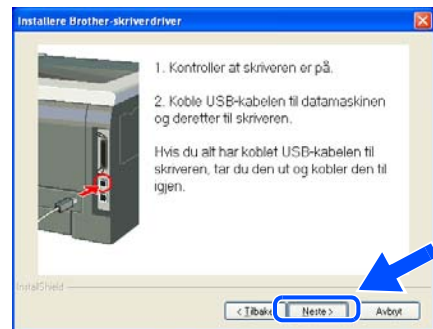 Installere Brother-skriverdriver
1. Kontroller at skriveren er på.
2. Koble USB-kabelen til datamaskinen
og deretter til skriveren.
Hvis du alt har koblet USB-kabelen til
skriveren, tar du den ut og kobler den til
igjen.
InstallShield
< Tilbake Neste > Avbryt